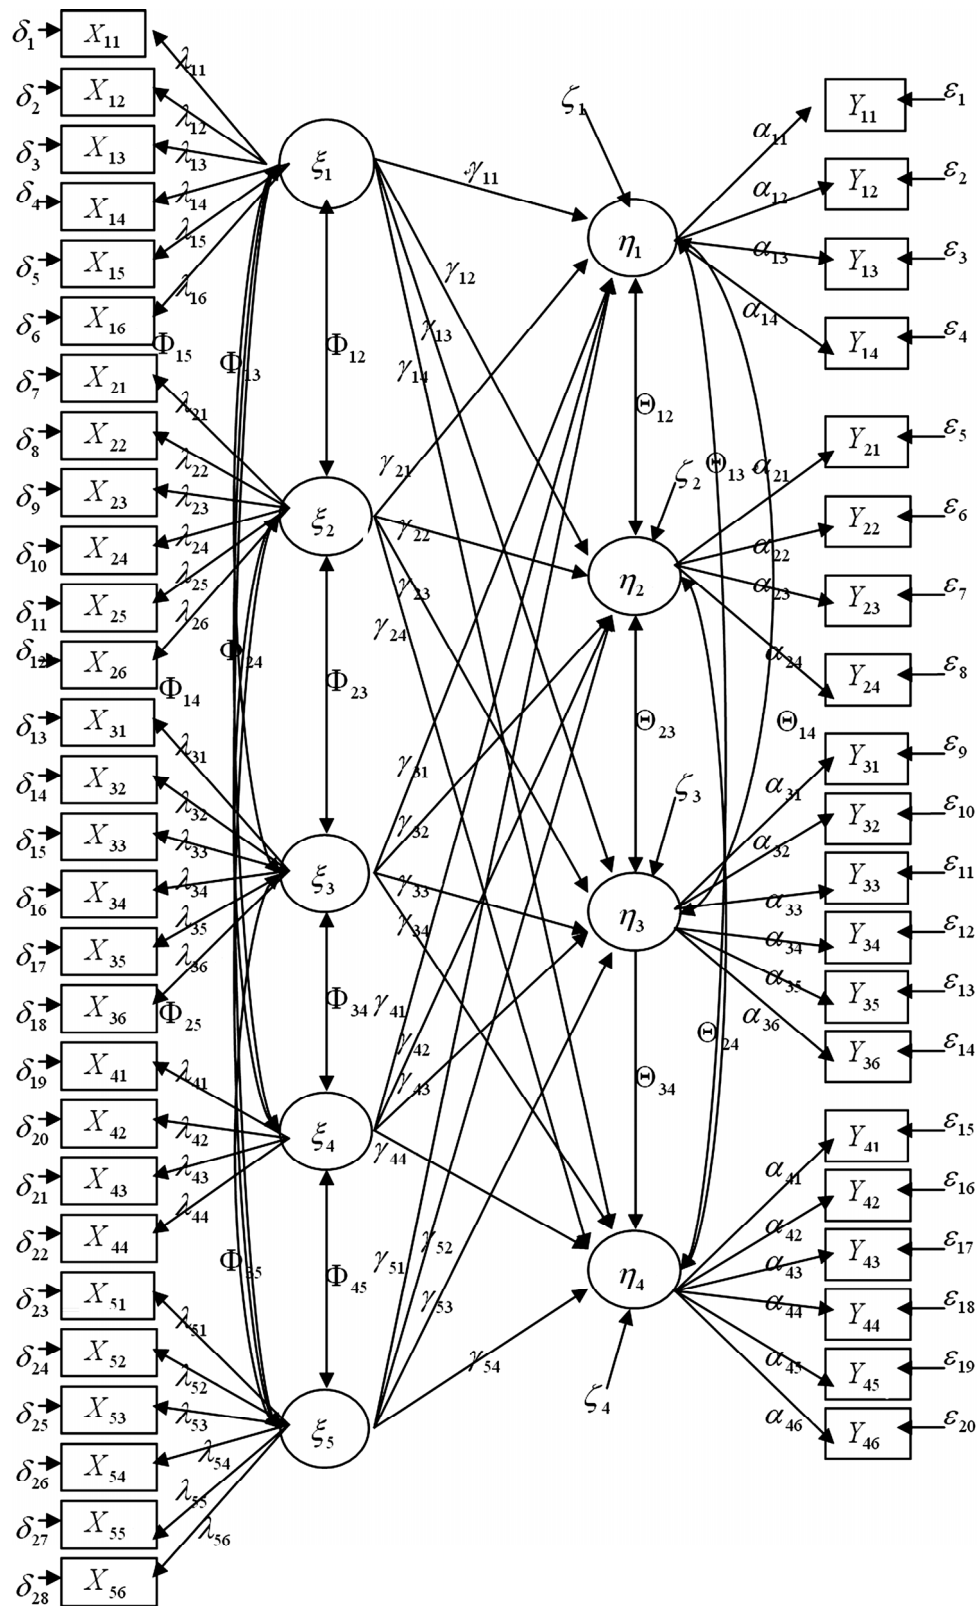 δ1 X11 λ11
δ2 X12 λ12
δ3 X13 λ13
δ4 X14 λ14
δ5 X15 λ15
δ6 X16 λ16
δ7 X21 λ21
δ8 X22 λ22
δ9 X23 λ23
δ10 X24 λ24
δ11 X25 λ25
δ12 X26 λ26
δ13 X31 λ31
δ14 X32 λ32
δ15 X33 λ33
δ16 X34 λ34
δ17 X35 λ35
δ18 X36 λ36
δ19 X41 λ41
δ20 X42 λ42
δ21 X43 λ43
δ22 X44 λ44
δ23 X51 λ51
δ24 X52 λ52
δ25 X53 λ53
δ26 X54 λ54
δ27 X55 λ55
δ28 X56 λ56
Φ15
Φ13
Φ12
Φ24
Φ14
Φ23
Φ25
Φ34
Φ35
Φ45
ξ1
ξ2
ξ3
ξ4
ξ5
γ11
γ12
γ13
γ14
γ21
γ22
γ23
γ24
γ31
γ32
γ33
γ34
γ41
γ42
γ43
γ44
γ51
γ52
γ53
γ54
ζ1
η1
Θ12
ζ2
Θ13
η2
Θ23
Θ14
ζ3
η3
Θ24
Θ34
η4
ζ4
α11 Y11 ε1
α12 Y12 ε2
α13 Y13 ε3
α14 Y14 ε4
α21 Y21 ε5
α22 Y22 ε6
α23 Y23 ε7
α24 Y24 ε8
α31 Y31 ε9
α32 Y32 ε10
α33 Y33 ε11
α34 Y34 ε12
α35 Y35 ε13
α36 Y36 ε14
α41 Y41 ε15
α42 Y42 ε16
α43 Y43 ε17
α44 Y44 ε18
α45 Y45 ε19
α46 Y46 ε20